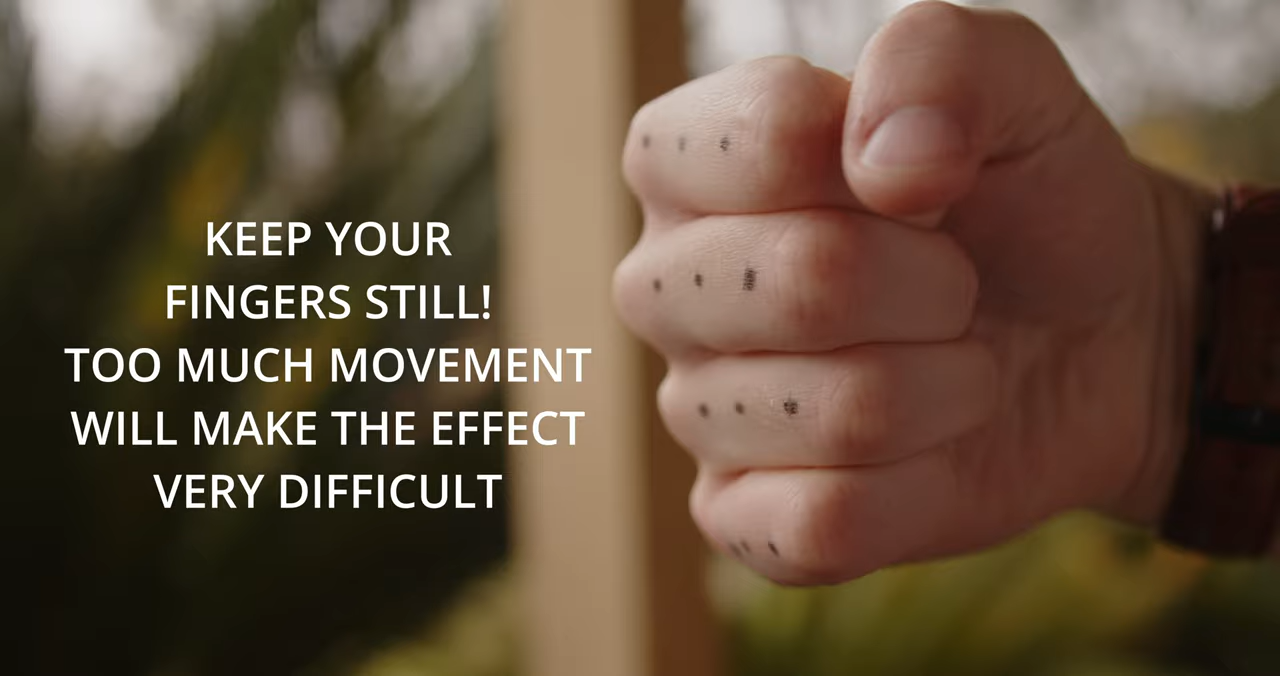 KEEP YOUR
FINGERS STILL!
TOO MUCH MOVEMENT
WILL MAKE THE EFFECT
VERY DIFFICULT